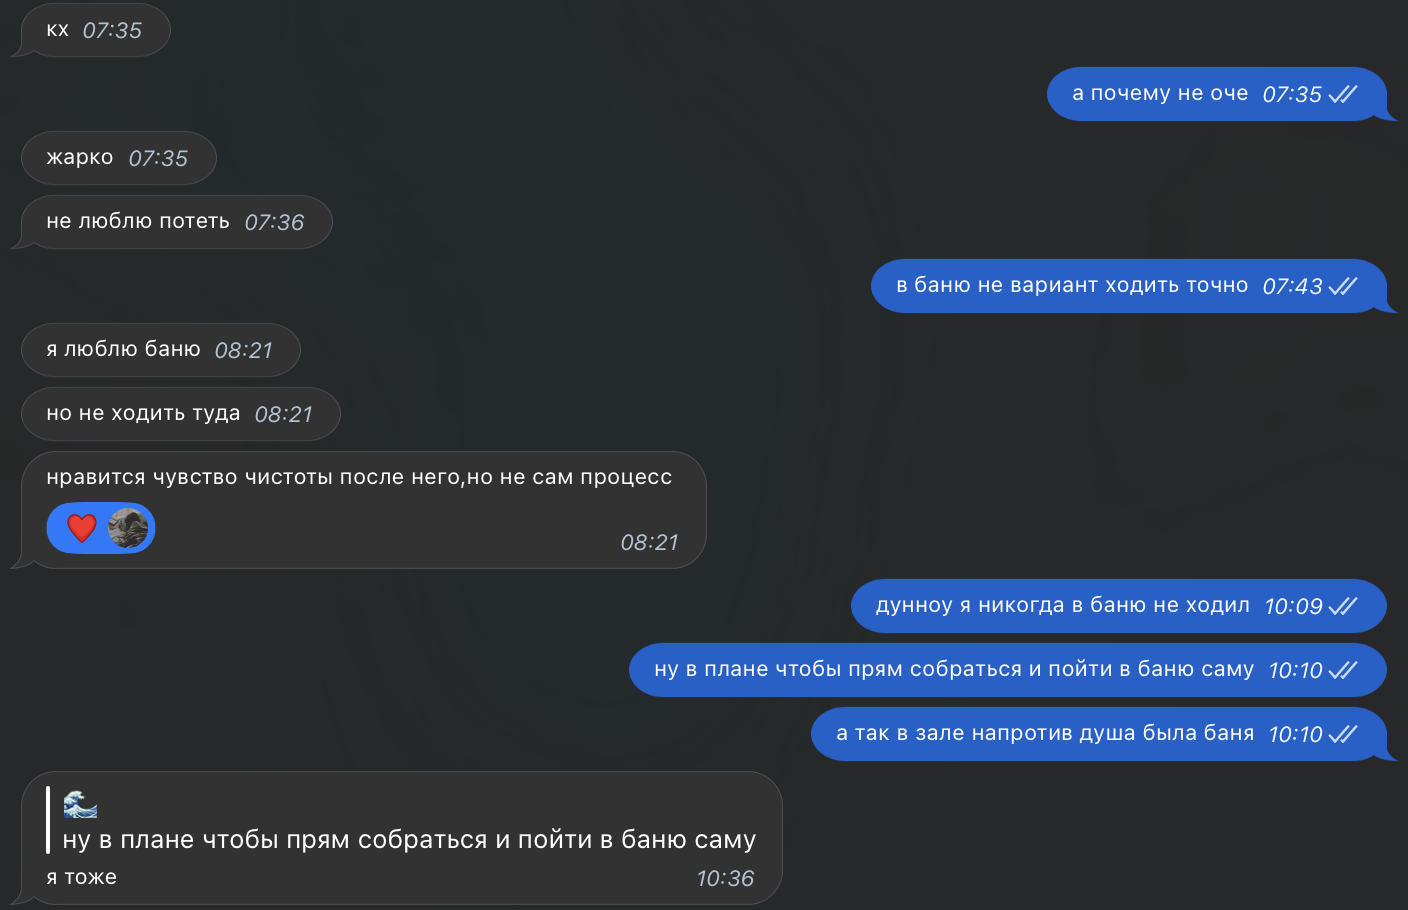 кх 07:35
а почему не оче 07:35
жарко 07:35
не люблю потеть 07:36
в баню не вариант ходить точно 07:43
я люблю баню 08:21
но не ходить туда 08:21
нравится чувство чистоты после него,но не сам процесс
08:21
дунноу я никогда в баню не ходил 10:09
ну в плане чтобы прям собраться и пойти в баню саму 10:10
а так в зале напротив душа была баня 10:10
ну в плане чтобы прям собраться и пойти в баню саму
я тоже 10:36